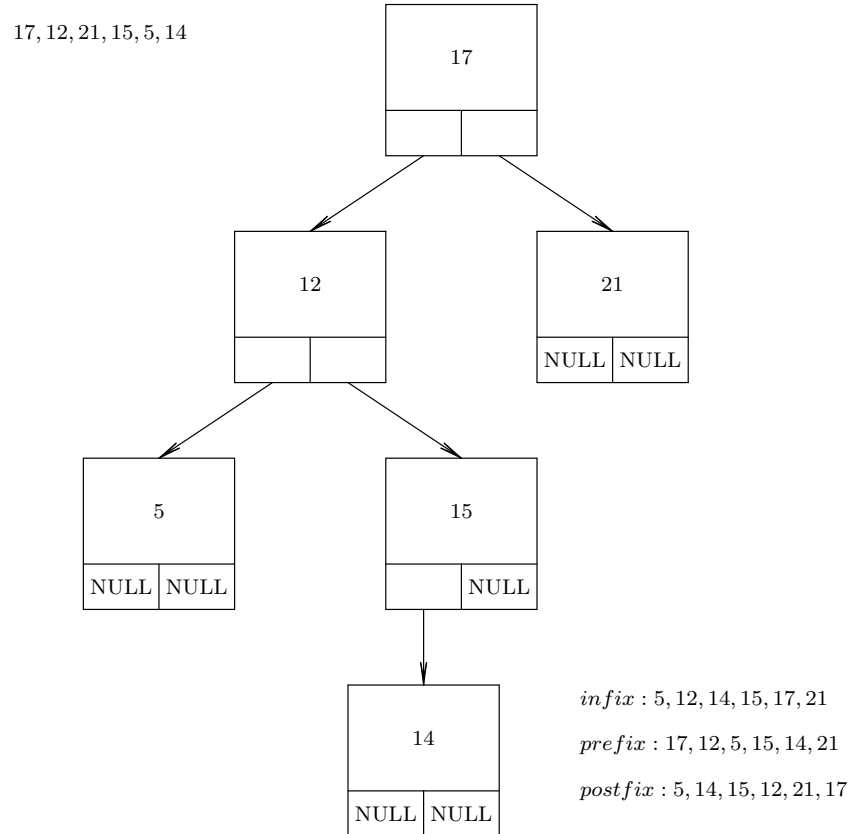 17, 12, 21, 15, 5, 14
17
12
21
NULL NULL
5
15
NULL NULL
NULL
14
NULL NULL
infix : 5, 12, 14, 15, 17, 21
prefix : 17, 12, 5, 15, 14, 21
postfix : 5, 14, 15, 12, 21, 17